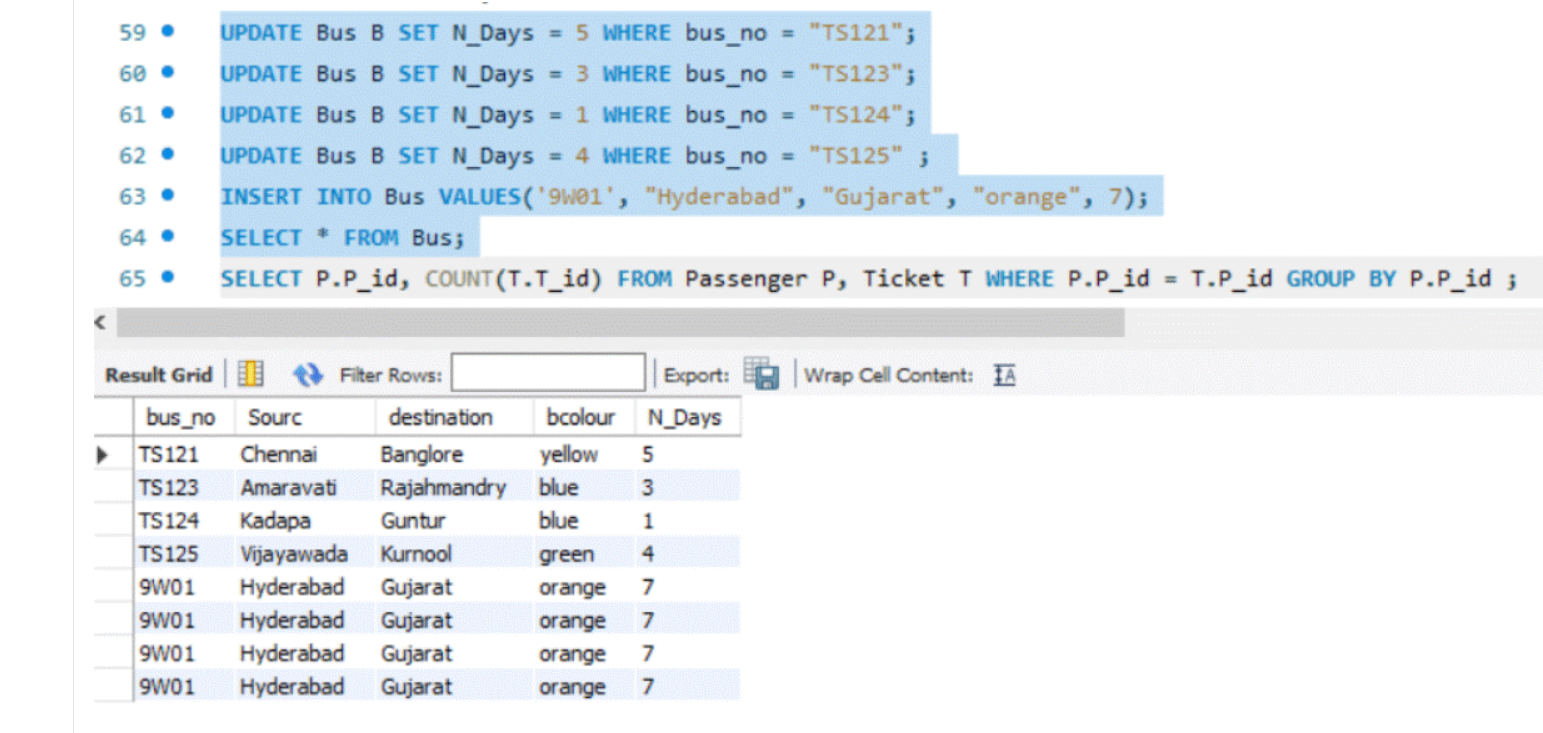 59 UPDATE Bus B SET N_Days = 5 WHERE bus_no = "TS121";
60 UPDATE Bus B SET N_Days = 3 WHERE bus_no = "TS123";
61 UPDATE Bus B SET N_Days = 1 WHERE bus_no = "TS124";
62 UPDATE Bus B SET N_Days = 4 WHERE bus_no = "TS125" ;
63 INSERT INTO Bus VALUES('9W01', "Hyderabad", "Gujarat", "orange", 7);
64 SELECT * FROM Bus;
65 SELECT P.P_id, COUNT(T.T_id) FROM Passenger P, Ticket T WHERE P.P_id = T.P_id GROUP BY P.P_id ;
Result Grid Filter Rows: Export: Wrap Cell Content: IA
bus_no Sourc destination bcolour N_Days
TS121 Chennai Banglore yellow 5
TS123 Amaravati Rajahmandry blue 3
TS124 Kadapa Guntur blue 1
TS125 Vijayawada Kurnool green 4
9W01 Hyderabad Gujarat orange 7
9W01 Hyderabad Gujarat orange 7
9W01 Hyderabad Gujarat orange 7
9W01 Hyderabad Gujarat orange 7